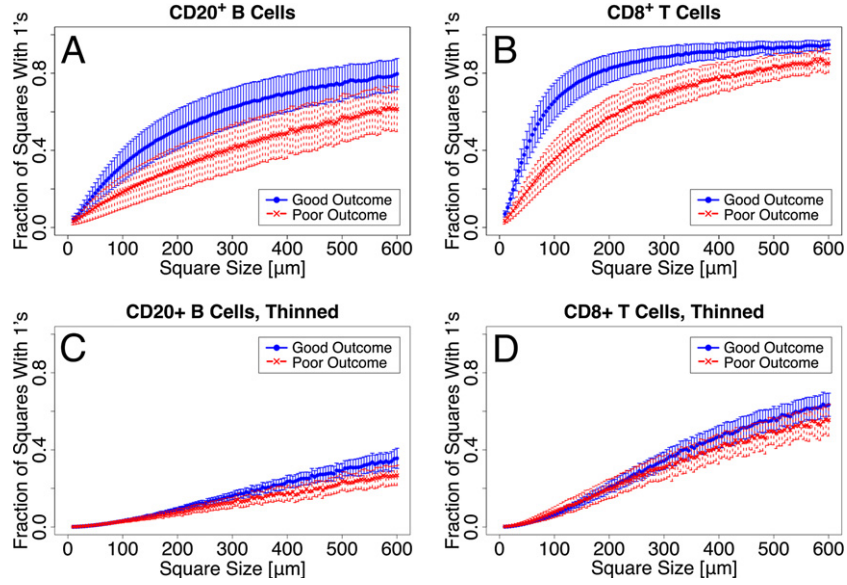 CD20⁺ B Cells
A
Fraction of Squares With 1's
0.0
0.4
0.8
Good Outcome
Poor Outcome
0 100 200 300 400 500 600
Square Size [µm]
CD8⁺ T Cells
B
Fraction of Squares With 1's
0.0
0.4
0.8
Good Outcome
Poor Outcome
0 100 200 300 400 500 600
Square Size [µm]
CD20+ B Cells, Thinned
C
Fraction of Squares With 1's
0.0
0.4
0.8
Good Outcome
Poor Outcome
0 100 200 300 400 500 600
Square Size [µm]
CD8+ T Cells, Thinned
D
Fraction of Squares With 1's
0.0
0.4
0.8
Good Outcome
Poor Outcome
0 100 200 300 400 500 600
Square Size [µm]